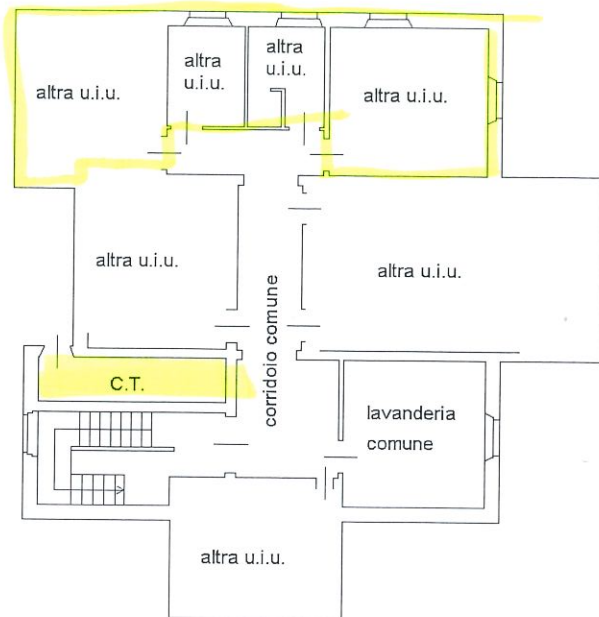 altra u.i.u.
altra
u.i.u.
altra
u.i.u.
altra u.i.u.
altra u.i.u.
altra u.i.u.
corridoio comune
C.T.
lavanderia
comune
altra u.i.u.